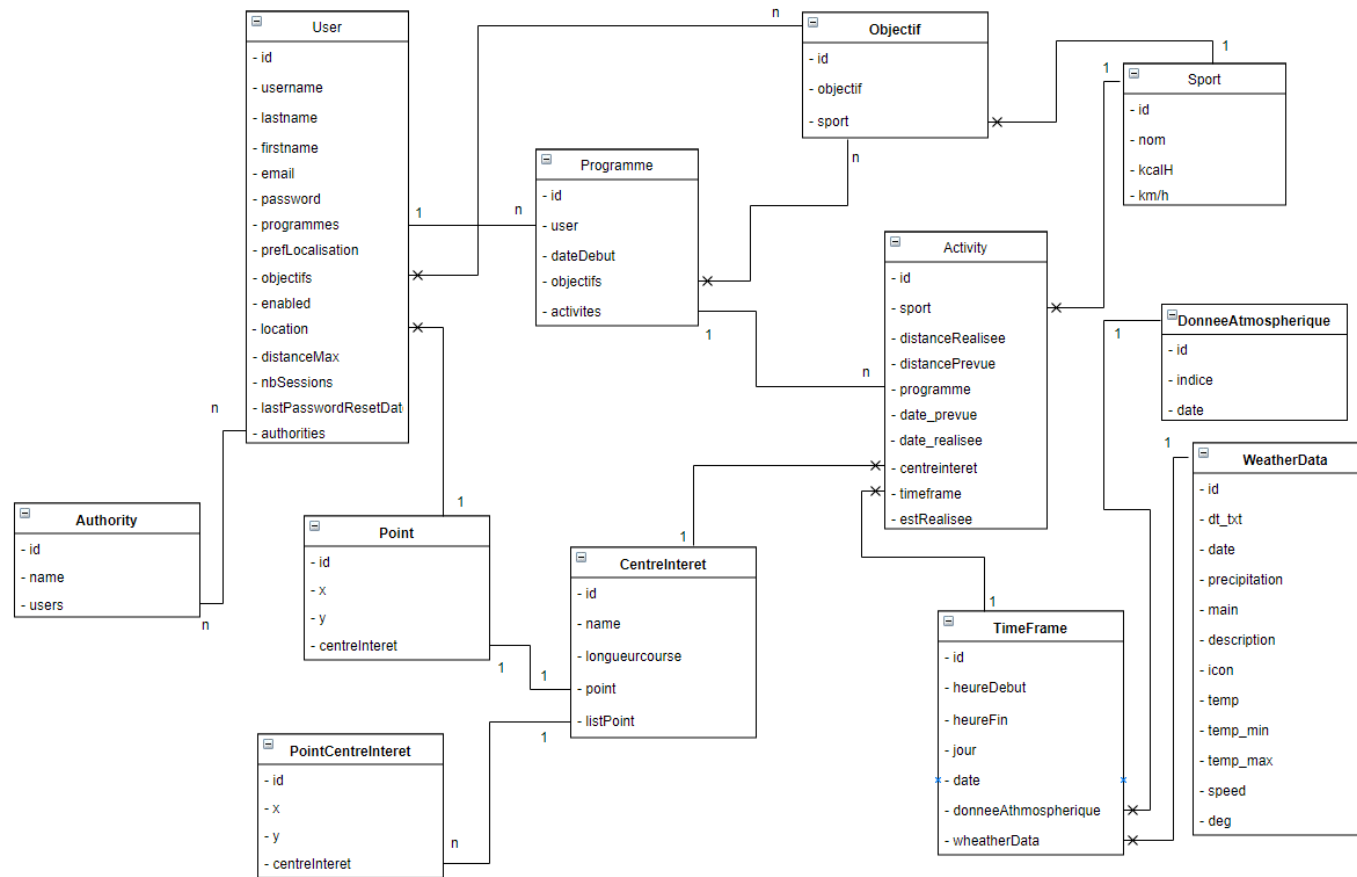 User
- id
- username
- lastname
- firstname
- email
- password
- programmes
- prefLocalisation
- objectifs
- enabled
- location
- distanceMax
- nbSessions
- lastPasswordResetDat
- authorities
n
Objectif
- id
- objectif
- sport
1
1
Sport
- id
- nom
- kcalH
- km/h
Programme
- id
- user
- dateDebut
- objectifs
- activites
1
n
n
1
n
Activity
- id
- sport
- distanceRealisee
- distancePrevue
- programme
- date_prevue
- date_realisee
- centreinteret
- timeframe
- estRealisee
DonneeAtmospherique
- id
- indice
- date
1
1
WeatherData
- id
- dt_txt
- date
- precipitation
- main
- description
- icon
- temp
- temp_min
- temp_max
- speed
- deg
n
Authority
- id
- name
- users
n
1
Point
- id
- x
- y
- centreInteret
1
1
1
CentreInteret
- id
- name
- longueurcourse
- point
- listPoint
1
1
TimeFrame
- id
- heureDebut
- heureFin
- jour
- date
- donneeAthmospherique
- wheatherData
PointCentreInteret
- id
- x
- y
- centreInteret
n